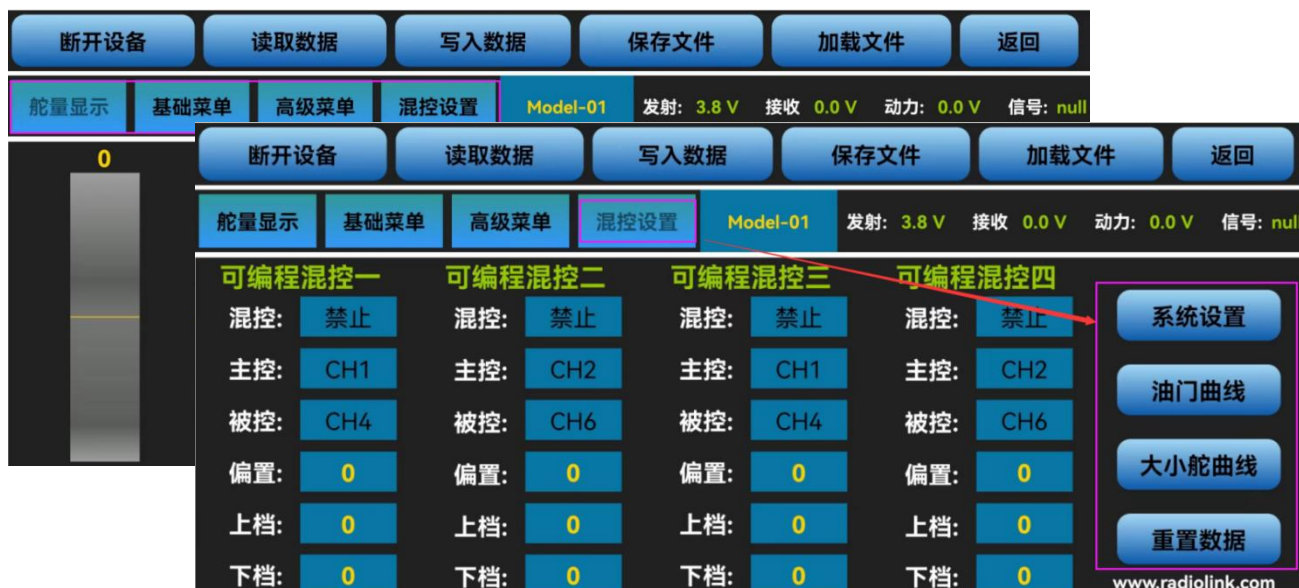 断开设备 读取数据 写入数据 保存文件 加载文件 返回
舵量显示 基础菜单 高级菜单 混控设置 Model-01 发射: 3.8 V 接收 0.0 V 动力: 0.0 V 信号: null
0
断开设备 读取数据 写入数据 保存文件 加载文件 返回
舵量显示 基础菜单 高级菜单 混控设置 Model-01 发射: 3.8 V 接收 0.0 V 动力: 0.0 V 信号: nul
可编程混控一 可编程混控二 可编程混控三 可编程混控四
混控: 禁止 混控: 禁止 混控: 禁止 混控: 禁止 系统设置
主控: CH1 主控: CH2 主控: CH1 主控: CH2 油门曲线
被控: CH4 被控: CH6 被控: CH4 被控: CH6
偏置: 0 偏置: 0 偏置: 0 偏置: 0 大小舵曲线
上档: 0 上档: 0 上档: 0 上档: 0 重置数据
下档: 0 下档: 0 下档: 0 下档: 0 www.radiolink.com